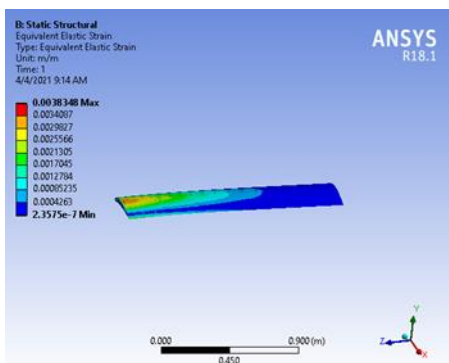 B: Static Structural
Equivalent Elastic Strain
Type: Equivalent Elastic Strain
Unit: m/m
Time: 1
4/4/2021 9:14 AM
ANSYS
R18.1
0.0038348 Max
0.0034087
0.0029827
0.0025566
0.0021305
0.0017045
0.0012784
0.00085235
0.0004263
2.3575e-7 Min
0.000
0.900 (m)
0.450
Y
Z
X